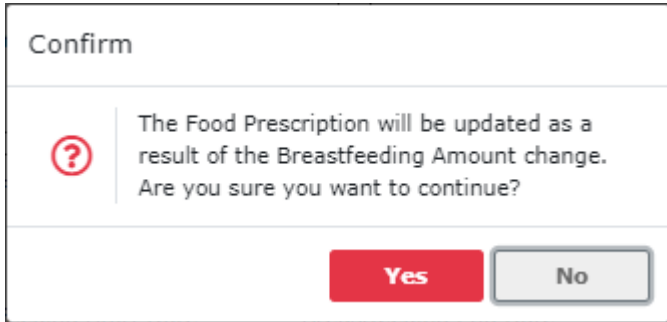 Confirm
The Food Prescription will be updated as a
result of the Breastfeeding Amount change.
Are you sure you want to continue?
Yes
No